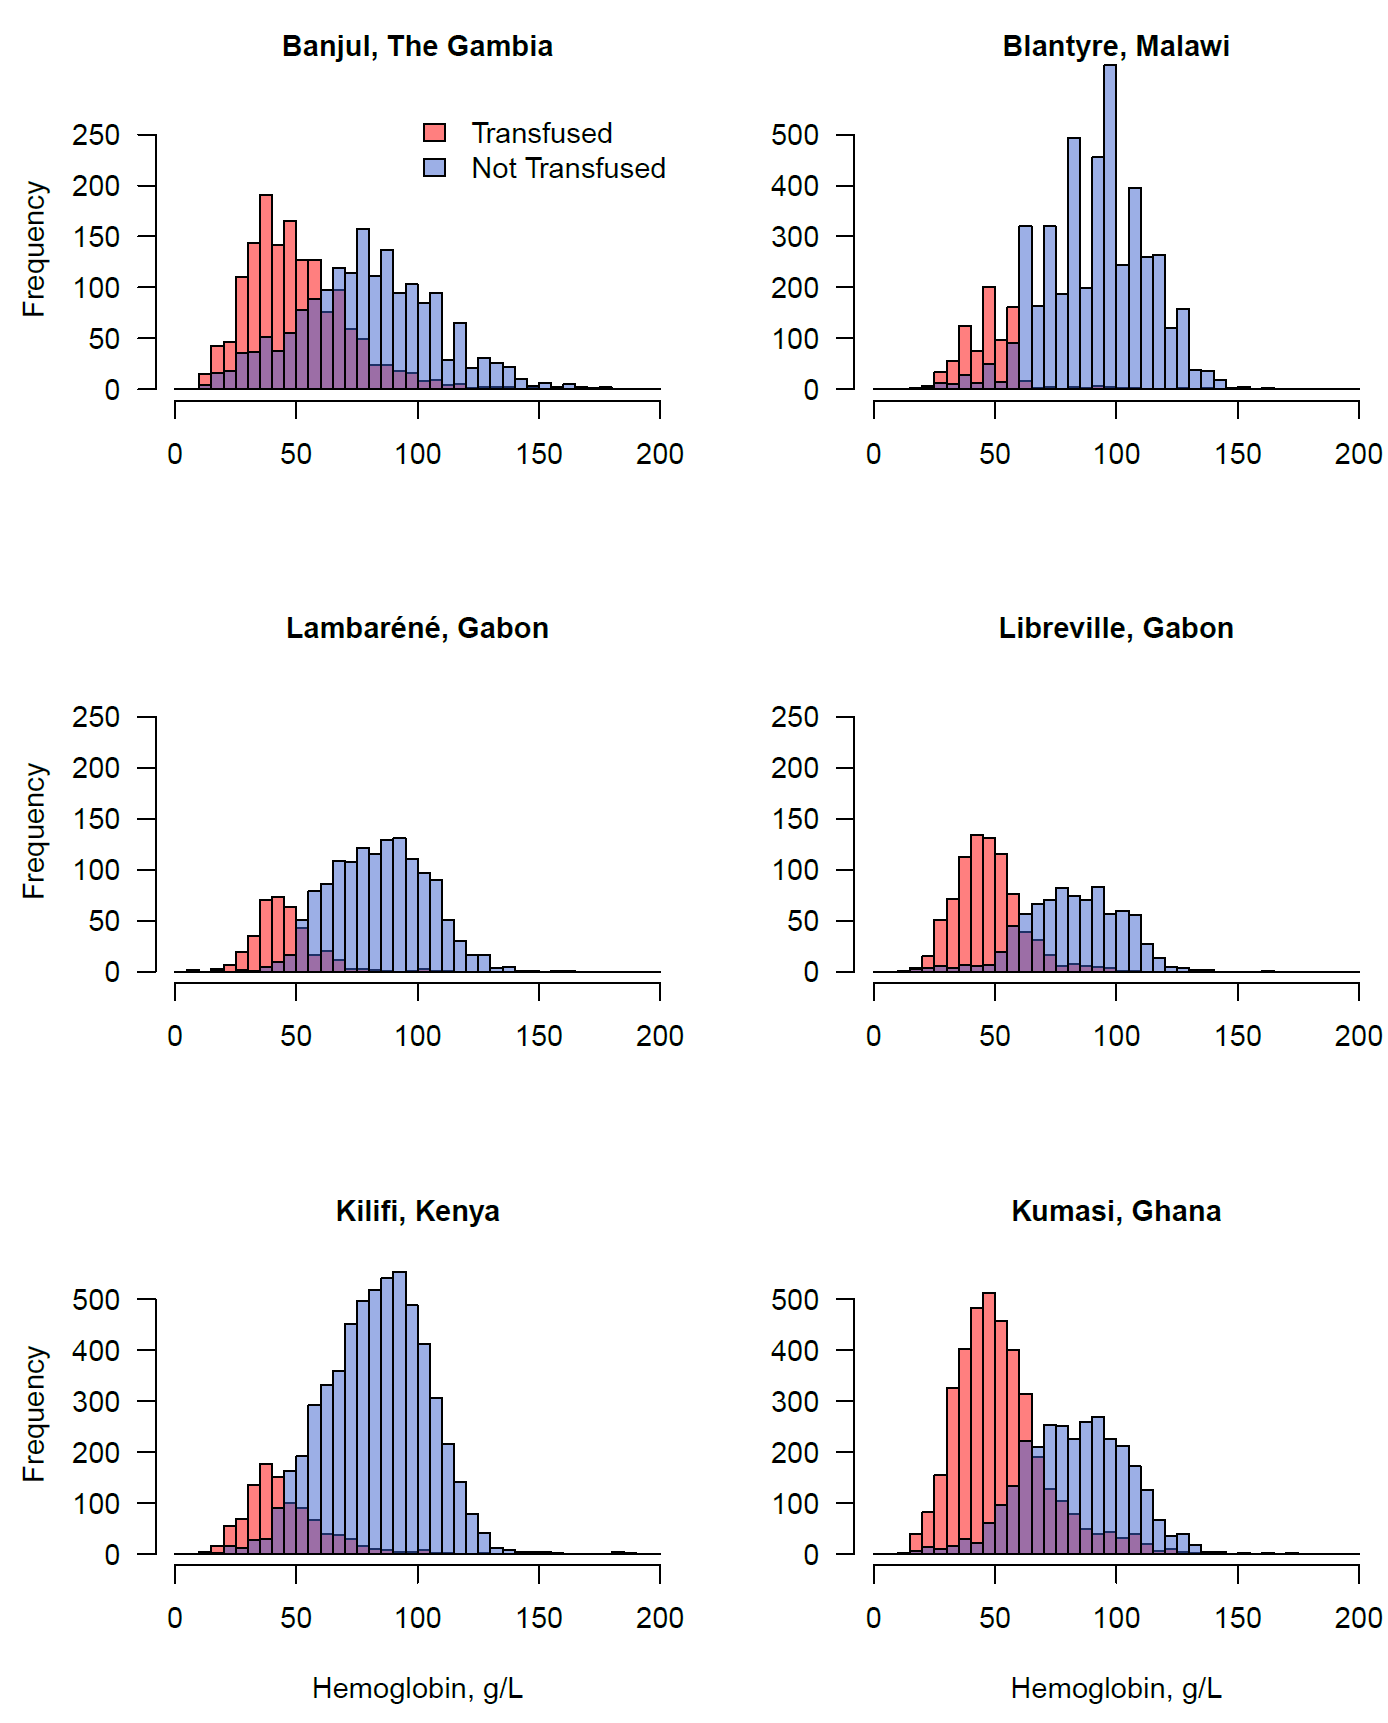 Banjul, The Gambia
Frequency
250
200
150
100
50
0
Transfused
Not Transfused
0 50 100 150 200
Blantyre, Malawi
500
400
300
200
100
0
0 50 100 150 200
Lambaréné, Gabon
Frequency
250
200
150
100
50
0
0 50 100 150 200
Libreville, Gabon
250
200
150
100
50
0
0 50 100 150 200
Kilifi, Kenya
Frequency
500
400
300
200
100
0
0 50 100 150 200
Hemoglobin, g/L
Kumasi, Ghana
500
400
300
200
100
0
0 50 100 150 200
Hemoglobin, g/L